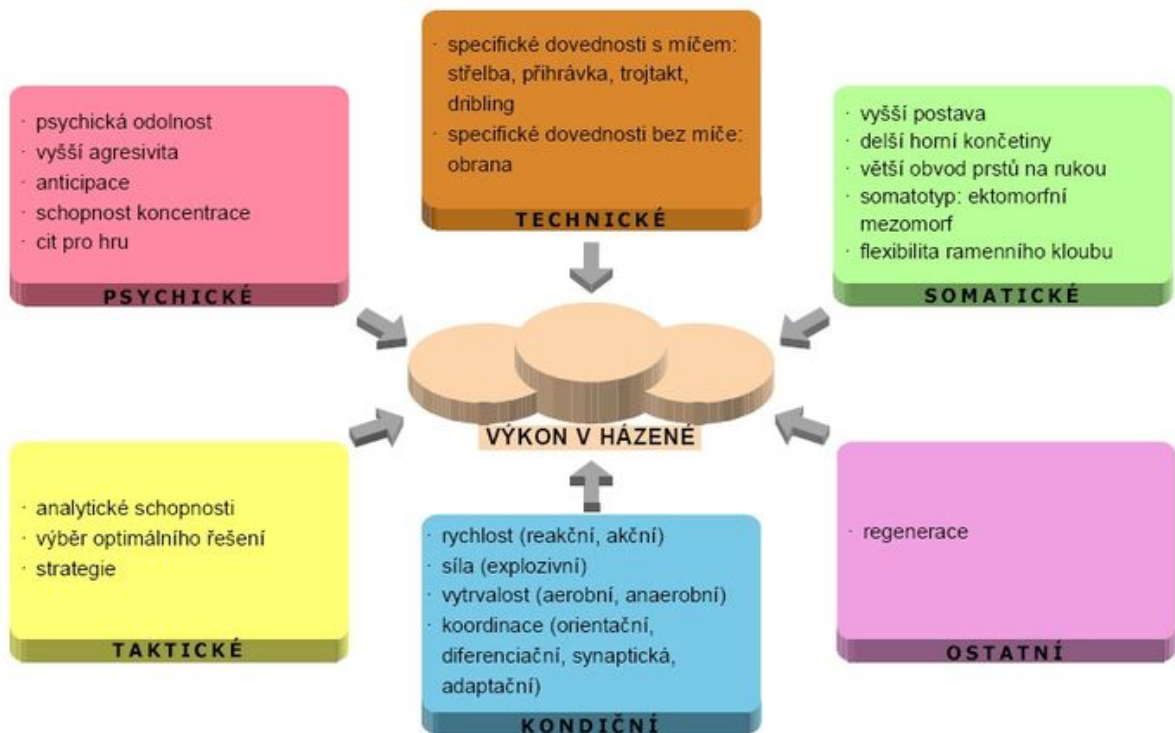 · psychická odolnost
· vyšší agresivita
· anticipace
· schopnost koncentrace
· cit pro hru
PSYCHICKÉ
· specifické dovednosti s míčem:
střelba, přihrávka, trojtakt,
dribling
· specifické dovednosti bez míče:
obrana
TECHNICKÉ
· vyšší postava
· delší horní končetiny
· větší obvod prstů na rukou
· somatotyp: ektomorfní
mezomorf
· flexibilita ramenního kloubu
SOMATICKÉ
VÝKON V HÁZENÉ
· analytické schopnosti
· výběr optimálního řešení
· strategie
TAKTICKÉ
· rychlost (reakční, akční)
· síla (explozivní)
· vytrvalost (aerobní, anaerobní)
· koordinace (orientační,
diferenciační, synaptická,
adaptační)
KONDIČNÍ
· regenerace
OSTATNÍ